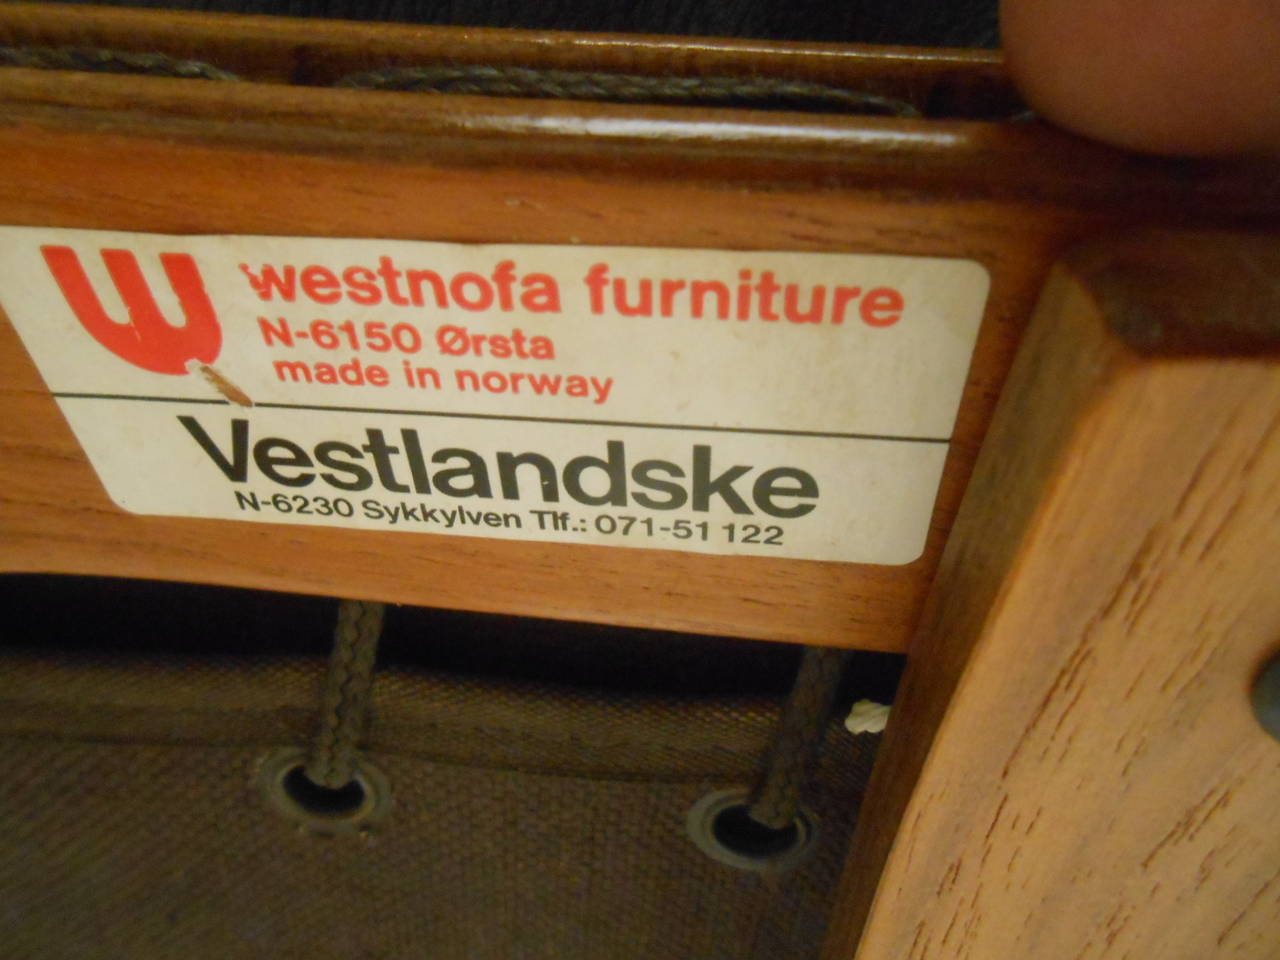 westnofa furniture
N-6150 Ørsta
made in norway
Vestlandske
N-6230 Sykkylven Tlf.: 071-51 122